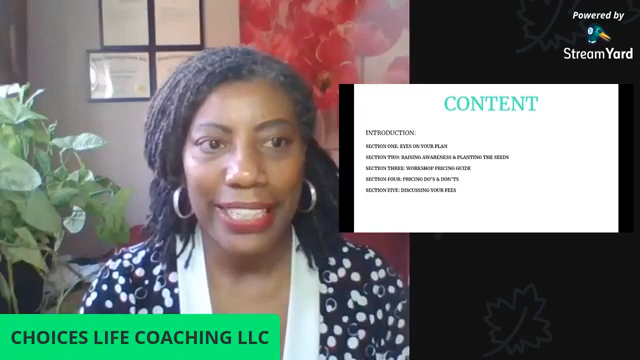 Powered by
StreamYard
CONTENT
INTRODUCTION:
SECTION ONE: EYES ON YOUR PLAN
SECTION TWO: RAISING AWARENESS & PLANTING THE SEEDS
SECTION THREE: WORKSHOP PRICING GUIDE
SECTION FOUR: PRICING DO'S & DON'TS
SECTION FIVE: DISCUSSING YOUR FEES
CHOICES LIFE COACHING LLC